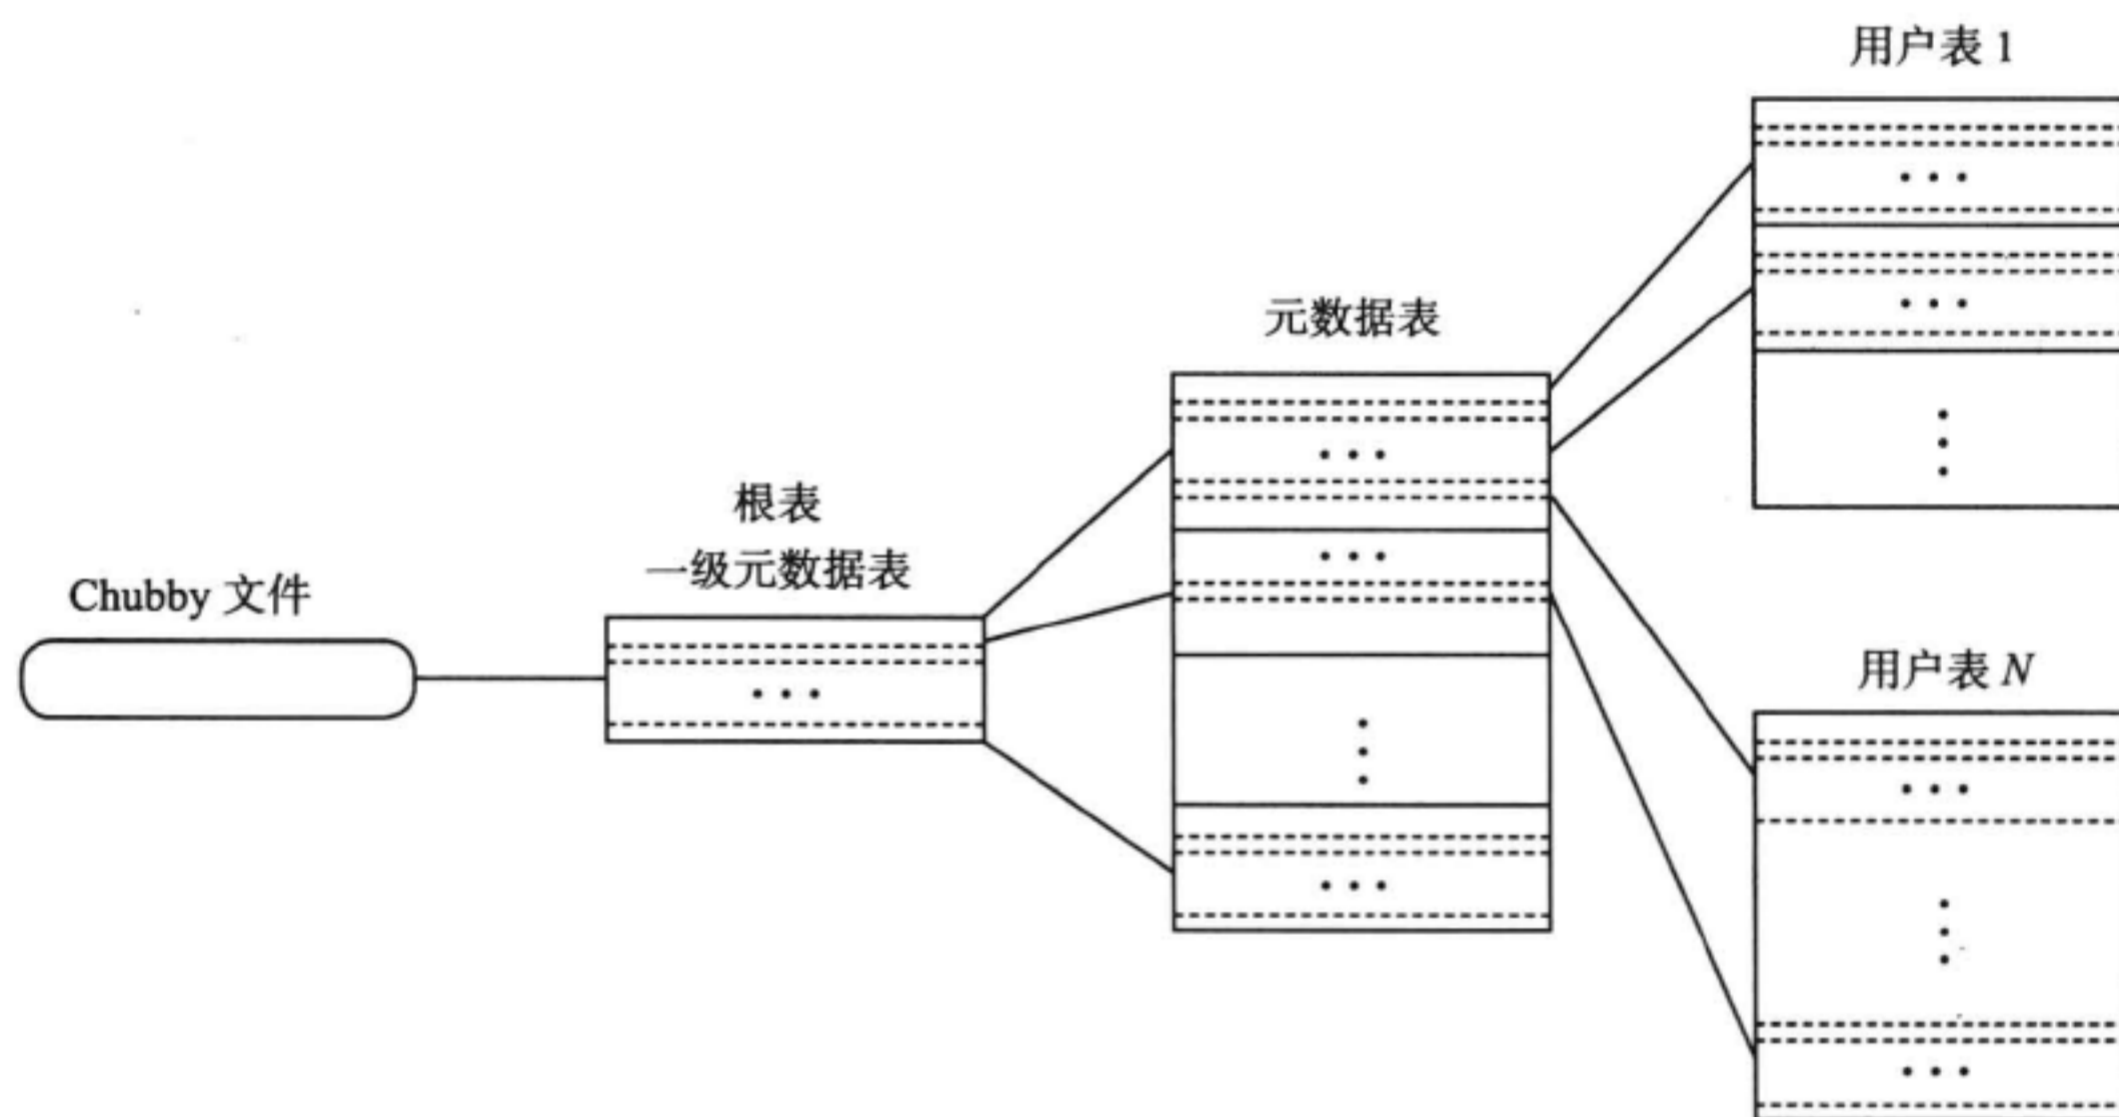 用户表 1
元数据表
根表
一级元数据表
Chubby 文件
用户表 N